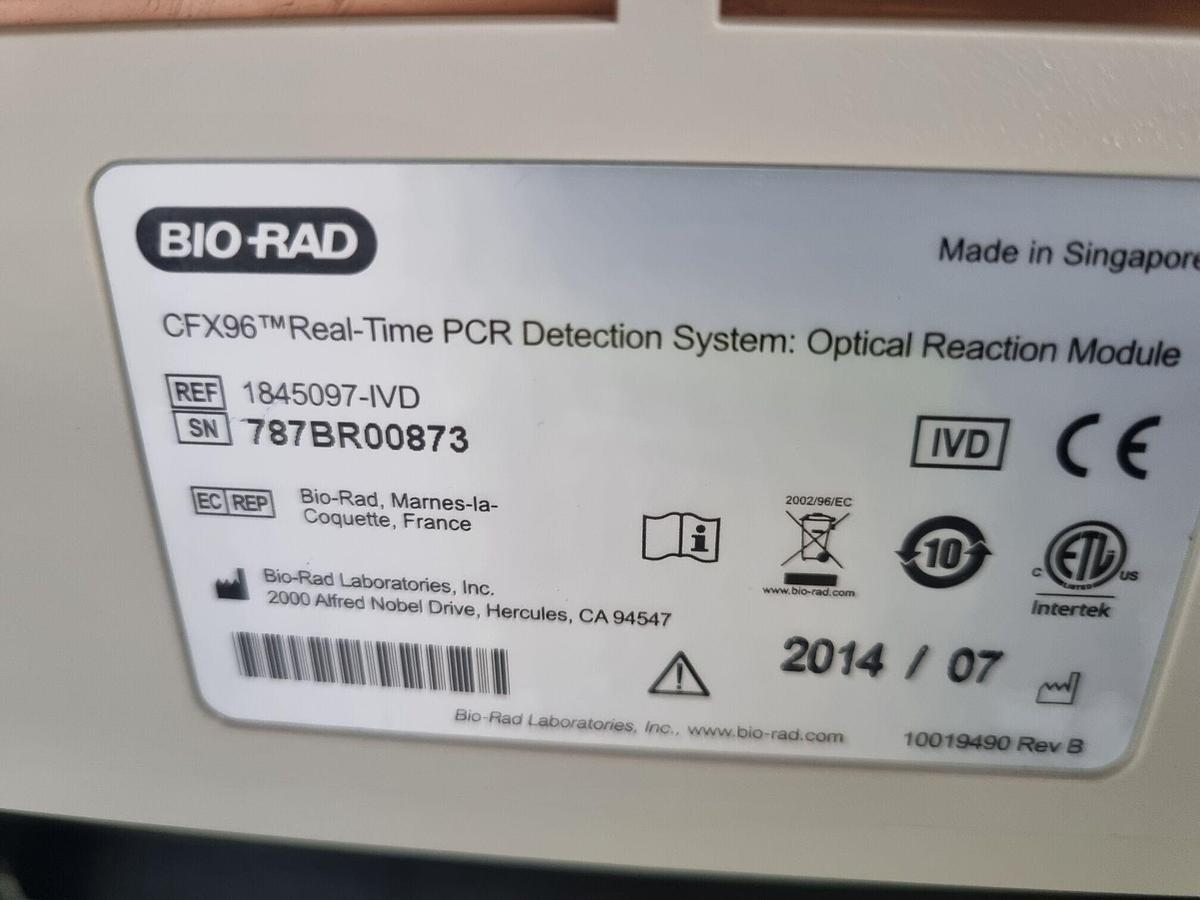 BIO-RAD
Made in Singapore
CFX96™Real-Time PCR Detection System: Optical Reaction Module
REF 1845097-IVD
SN 787BR00873
IVD CE
EC REP Bio-Rad, Marnes-la-
Coquette, France
i
2002/96/EC
www.bio-rad.com
10
C ETL US
LISTED
Intertek
Bio-Rad Laboratories, Inc.
2000 Alfred Nobel Drive, Hercules, CA 94547
!
2014 / 07
Bio-Rad Laboratories, Inc., www.bio-rad.com
10019490 Rev B